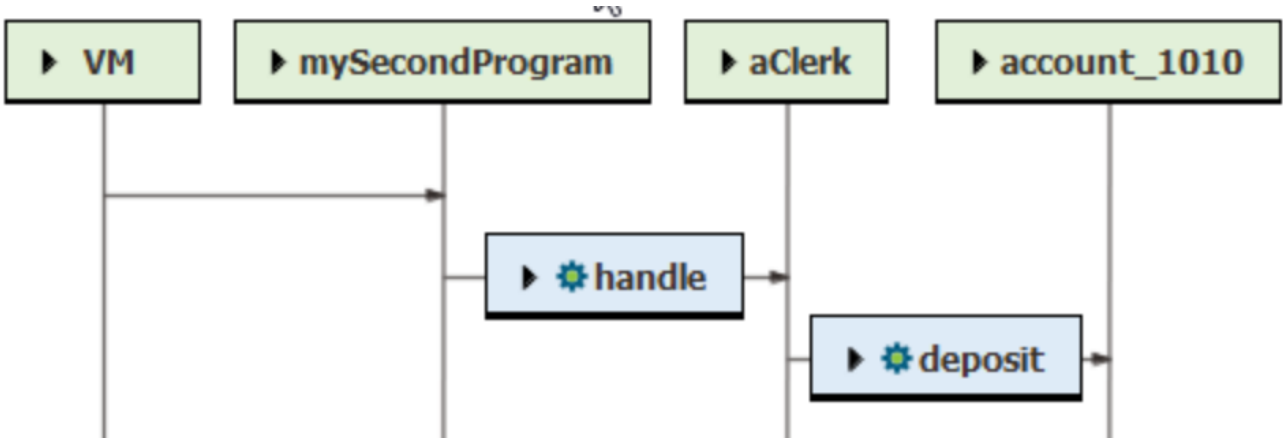 VM
mySecondProgram
aClerk
account_1010
handle
deposit